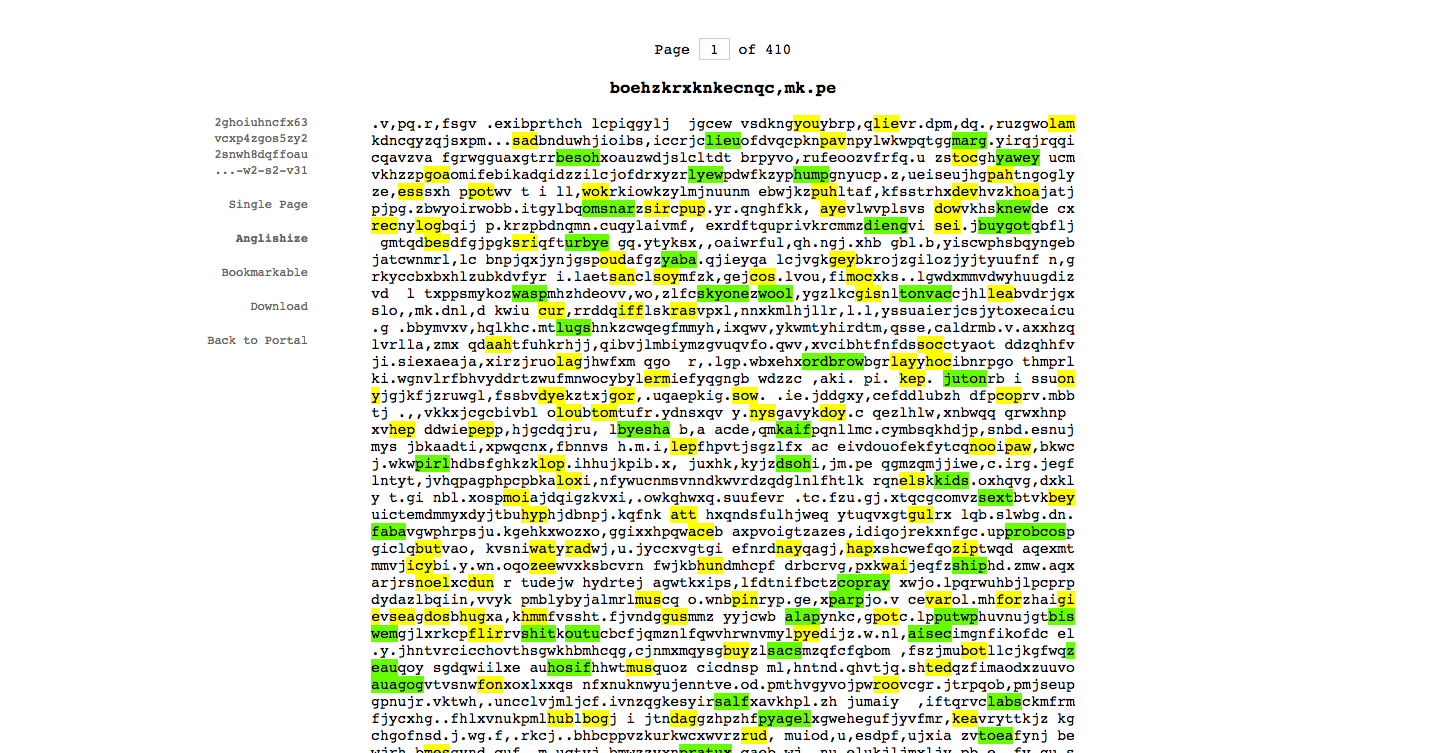 Page 1 of 410
boehzkrxknkecnqc,mk.pe
2ghoiuhncfx63
vcxp4zgos5zy2
2snwh8dqffoau
...-w2-s2-v31
Single Page
Anglishize
Bookmarkable
Download
Back to Portal
.v,pq.r,fsgv .exibprthch lcpiqgylj  jgcew vsdkngyouybrp,qlievr.dpm,dq.,ruzgwolam
kdncqyzqjsxpm...sadbnduwhjioibs,iccrjclieuofdvqcpknpavnpylwkwpqtggmarg.yirqjrqqi
cqavzva fgrwgguaxgtrrbesohxoauzwdjslcltdt brpyvo,rufeoozvfrfq.u zstocghyawey ucm
vkhzzpgoaomifebikadqidzzilcjofdrxyzrlyewpdwfkzyphumpgnyucp.z,ueiseujhgpahtngogly
ze,esssxh ppotwv t i ll,wokrkiowkzylmjnuunm ebwjkzpuhltaf,kfsstrhxdevhvzkhoajatj
pjpg.zbwyoirwobb.itgylbqomsnarzsircpup.yr.qnghfkk, ayevlwvplsvs dowvkhsknewde cx
recnylogbqij p.krzpbdnqmn.cuqylaivmf, exrdftquprivkrcmmzdiengvi sei.jbuygotqbflj
 gmtqdbesdfgjpgksriqfturbye gq.ytyksx,,oaiwrful,qh.ngj.xhb gbl.b,yiscwphsbqyngeb
jatcwnmrl,lc bnpjqxjynjgspoudafgzyaba.qjieyqa lcjvgkgeybkrojzgilozjyjtyuufnf n,g
rkyccbxbxhlzubkdvfyr i.laetsanclsoymfzk,gejcos.lvou,fimocxks..lgwdxmmvdwyhuugdiz
vd  l txppsmykozwaspmhzhdeovv,wo,zlfcskyonezwool,ygzlkcgisnltonvaccjhlleabvdrjgx
slo,,mk.dnl,d kwiu cur,rrddqifflskrasvpxl,nnxkmlhjllr,l.l,yssuaierjcsjytoxecaicu
.g .bbymvxv,hqlkhc.mtlugshnkzcwqegfmmyh,ixqwv,ykwmtyhirdtm,qsse,caldrmb.v.axxhzq
lvrlla,zmx qdaahtfuhkrhjj,qibvjlmbiymzgvuqvfo.qwv,xvcibhtfnfdssocctyaot ddzqhhfv
ji.siexaeaja,xirzjruolagjhwfxm qgo  r,.lgp.wbxehxordbrowbgrlayyhocibnrpgo thmprl
ki.wgnvlrfbhvyddrtzwufmnwocybylermiefyqgngb wdzzc ,aki. pi. kep. jutonrb i ssuon
yjgjkfjzruwgl,fssbvdyekztxjgor,.uqaepkig.sow. .ie.jddgxy,cefddlubzh dfpcoprv.mbb
tj .,,vkkxjcgcbivbl oloubtomtufr.ydnsxqv y.nysgavykdoy.c qezlhlw,xnbwqq qrwxhnp
xvhep ddwiepepp,hjgcdqjru, lbyesha b,a acde,qmkaifpqnllmc.cymbsqkhdjp,snbd.esnuj
mys jbkaadti,xpwqcnx,fbnnvs h.m.i,lepfhpvtjsgzlfx ac eivdouofekfytcqnooipaw,bkwc
j.wkwpirlhdbsfghkzklop.ihhujkpib.x, juxhk,kyjzdsohi,jm.pe qgmzqmjjiwe,c.irg.jegf
lntyt,jvhqpagphpcpbkaloxi,nfywucnmsvnndkwvrdzqdglnlfhtlk rqnelskkids.oxhqvg,dxkl
y t.gi nbl.xospmoiajdqigzkvxi,.owkqhwxq.suufevr .tc.fzu.gj.xtqcgcomvzsextbtvkbey
uictemdmmyxdyjtbuhyphjdbnpj.kqfnk att hxqndsfulhjweq ytuqvxgtgulrx lqb.slwbg.dn.
fabavgwphrpsju.kgehkxwozxo,ggixxhpqwaceb axpvoigtzazes,idiqojrekxnfgc.upprobcosp
giclqbutvao, kvsniwatyradwj,u.jyccxvgtgi efnrdnayqagj,hapxshcwefqoziptwqd aqexmt
mmvjicybi.y.wn.oqozeewvxksbcvrn fwjkbhundmhcpf drbcrvg,pxkwaijeqfzshiphd.zmw.aqx
arjrsnoelxcdun r tudejw hydrtej agwtkxips,lfdtnifbctzcopray xwjo.lpqrwuhbjlpcprp
dydazlbqiin,vvyk pmblybyjalmrlmuscq o.wnbpinryp.ge,xparpjo.v cevarol.mhforzhaigi
evseagdosbhugxa,khmmfvssht.fjvndggusmmz yyjcwb alapynkc,gpotc.lpputwphuvnujgtbis
wemgjlxrkcpflirrvshitkoutucbcfjqmznlfqwvhrwnvmylpyedijz.w.nl,aisecimgnfikofdc el
.y.jhntvrcicchovthsgwkhbmhcqg,cjnmxmqysgbuyzlsacsmzqfcfqbom ,fszjmubotllcjkgfwqz
eauqoy sgdqwiilxe auhosifhhwtmusquoz cicdnsp ml,hntnd.qhvtjq.shtedqzfimaodxzuuvo
auagogvtvsnwfonxoxlxxqs nfxnuknwyujenntve.od.pmthvgyvojpwroovcgr.jtrpqob,pmjseup
gpnujr.vktwh,.uncclvjmljcf.ivnzqgkesyirsalfxavkhpl.zh jumaiy  ,iftqrvclabsckmfrm
fjycxhg..fhlxvnukpmlhublbogj i jtndaggzhpzhfpyagelxgwehegufjyvfmr,keavryttkjz kg
chgofnsd.j.wg.f,.rkcj..bhbcppvzkurkwcxwvrzrud, muiod,u,esdpf,ujxia zvtoeafynj be